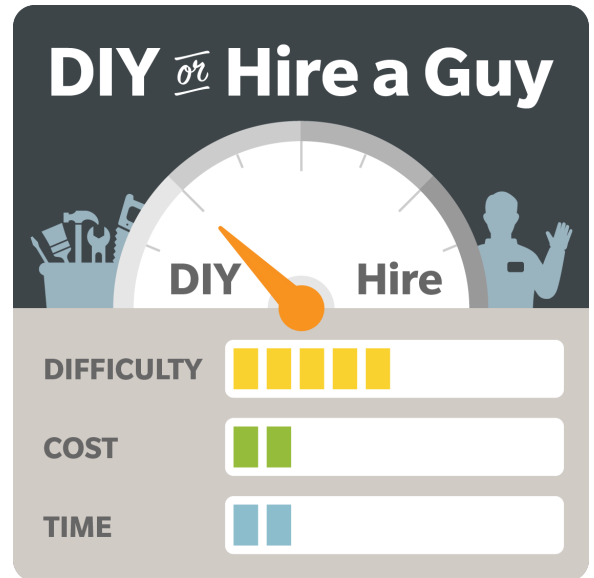 DIY or Hire a Guy
DIY Hire
DIFFICULTY
COST
TIME